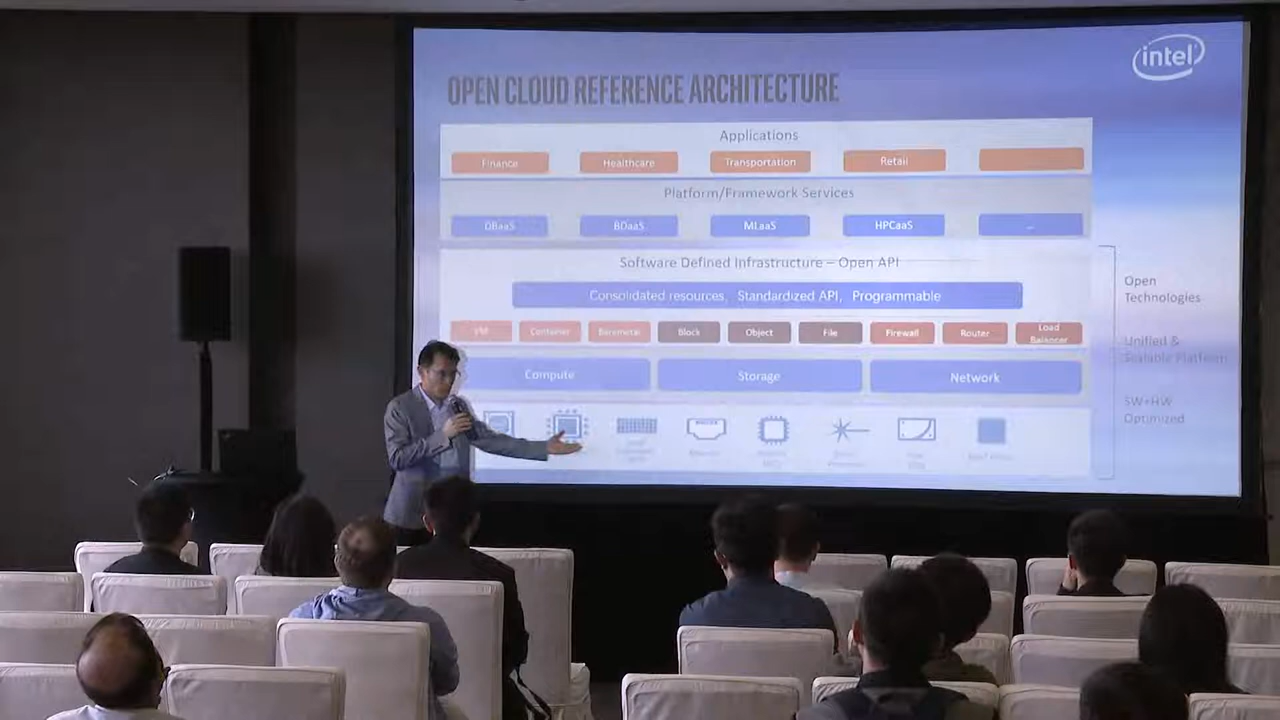 intel
OPEN CLOUD REFERENCE ARCHITECTURE
Applications
Finance
Healthcare
Transportation
Retail
Platform/Framework Services
DBaaS
BDaaS
MLaaS
HPCaaS
...
Software Defined Infrastructure – Open API
Consolidated resources, Standardized API, Programmable
VM
Container
Baremetal
Block
Object
File
Firewall
Router
Load
Balancer
Compute
Storage
Network
Open
Technologies
Unified &
Scalable Platform
SW+HW
Optimized